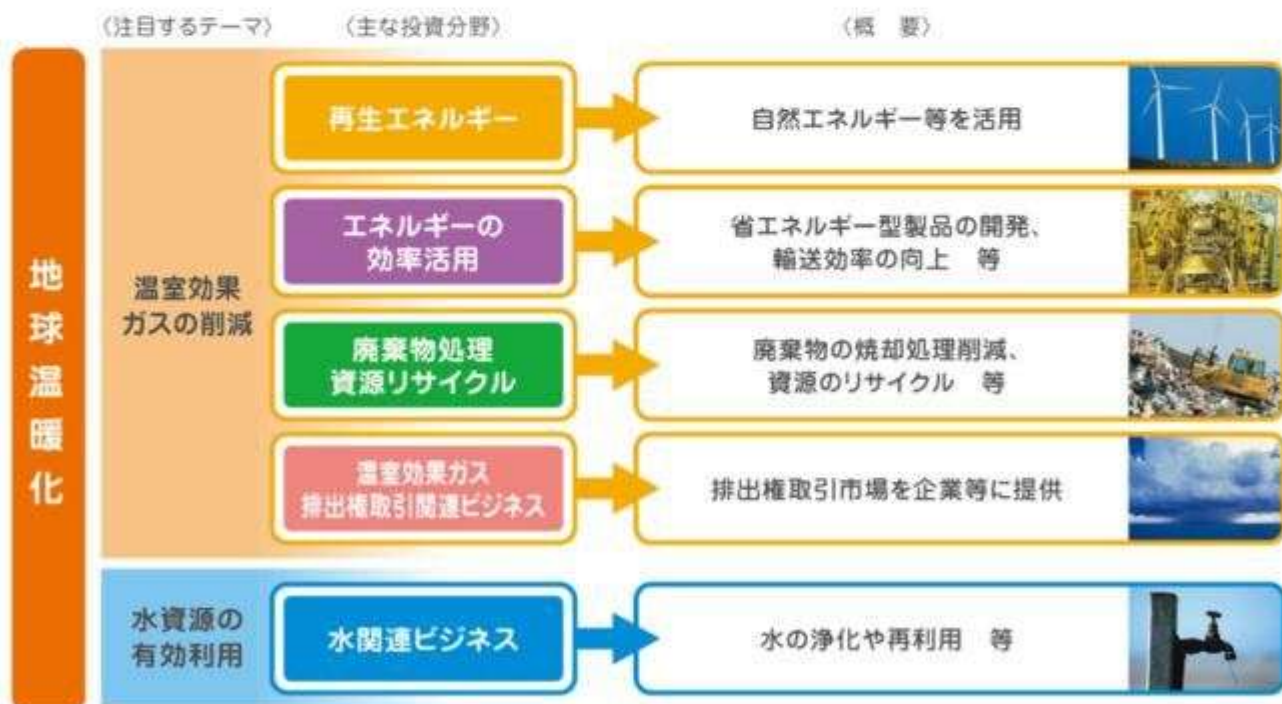 〈注目するテーマ〉
〈主な投資分野〉
〈概　要〉
地球温暖化
温室効果
ガスの削減
再生エネルギー
自然エネルギー等を活用
エネルギーの
効率活用
省エネルギー型製品の開発、
輸送効率の向上　等
廃棄物処理
資源リサイクル
廃棄物の焼却処理削減、
資源のリサイクル　等
温室効果ガス
排出権取引関連ビジネス
排出権取引市場を企業等に提供
水資源の
有効利用
水関連ビジネス
水の浄化や再利用　等